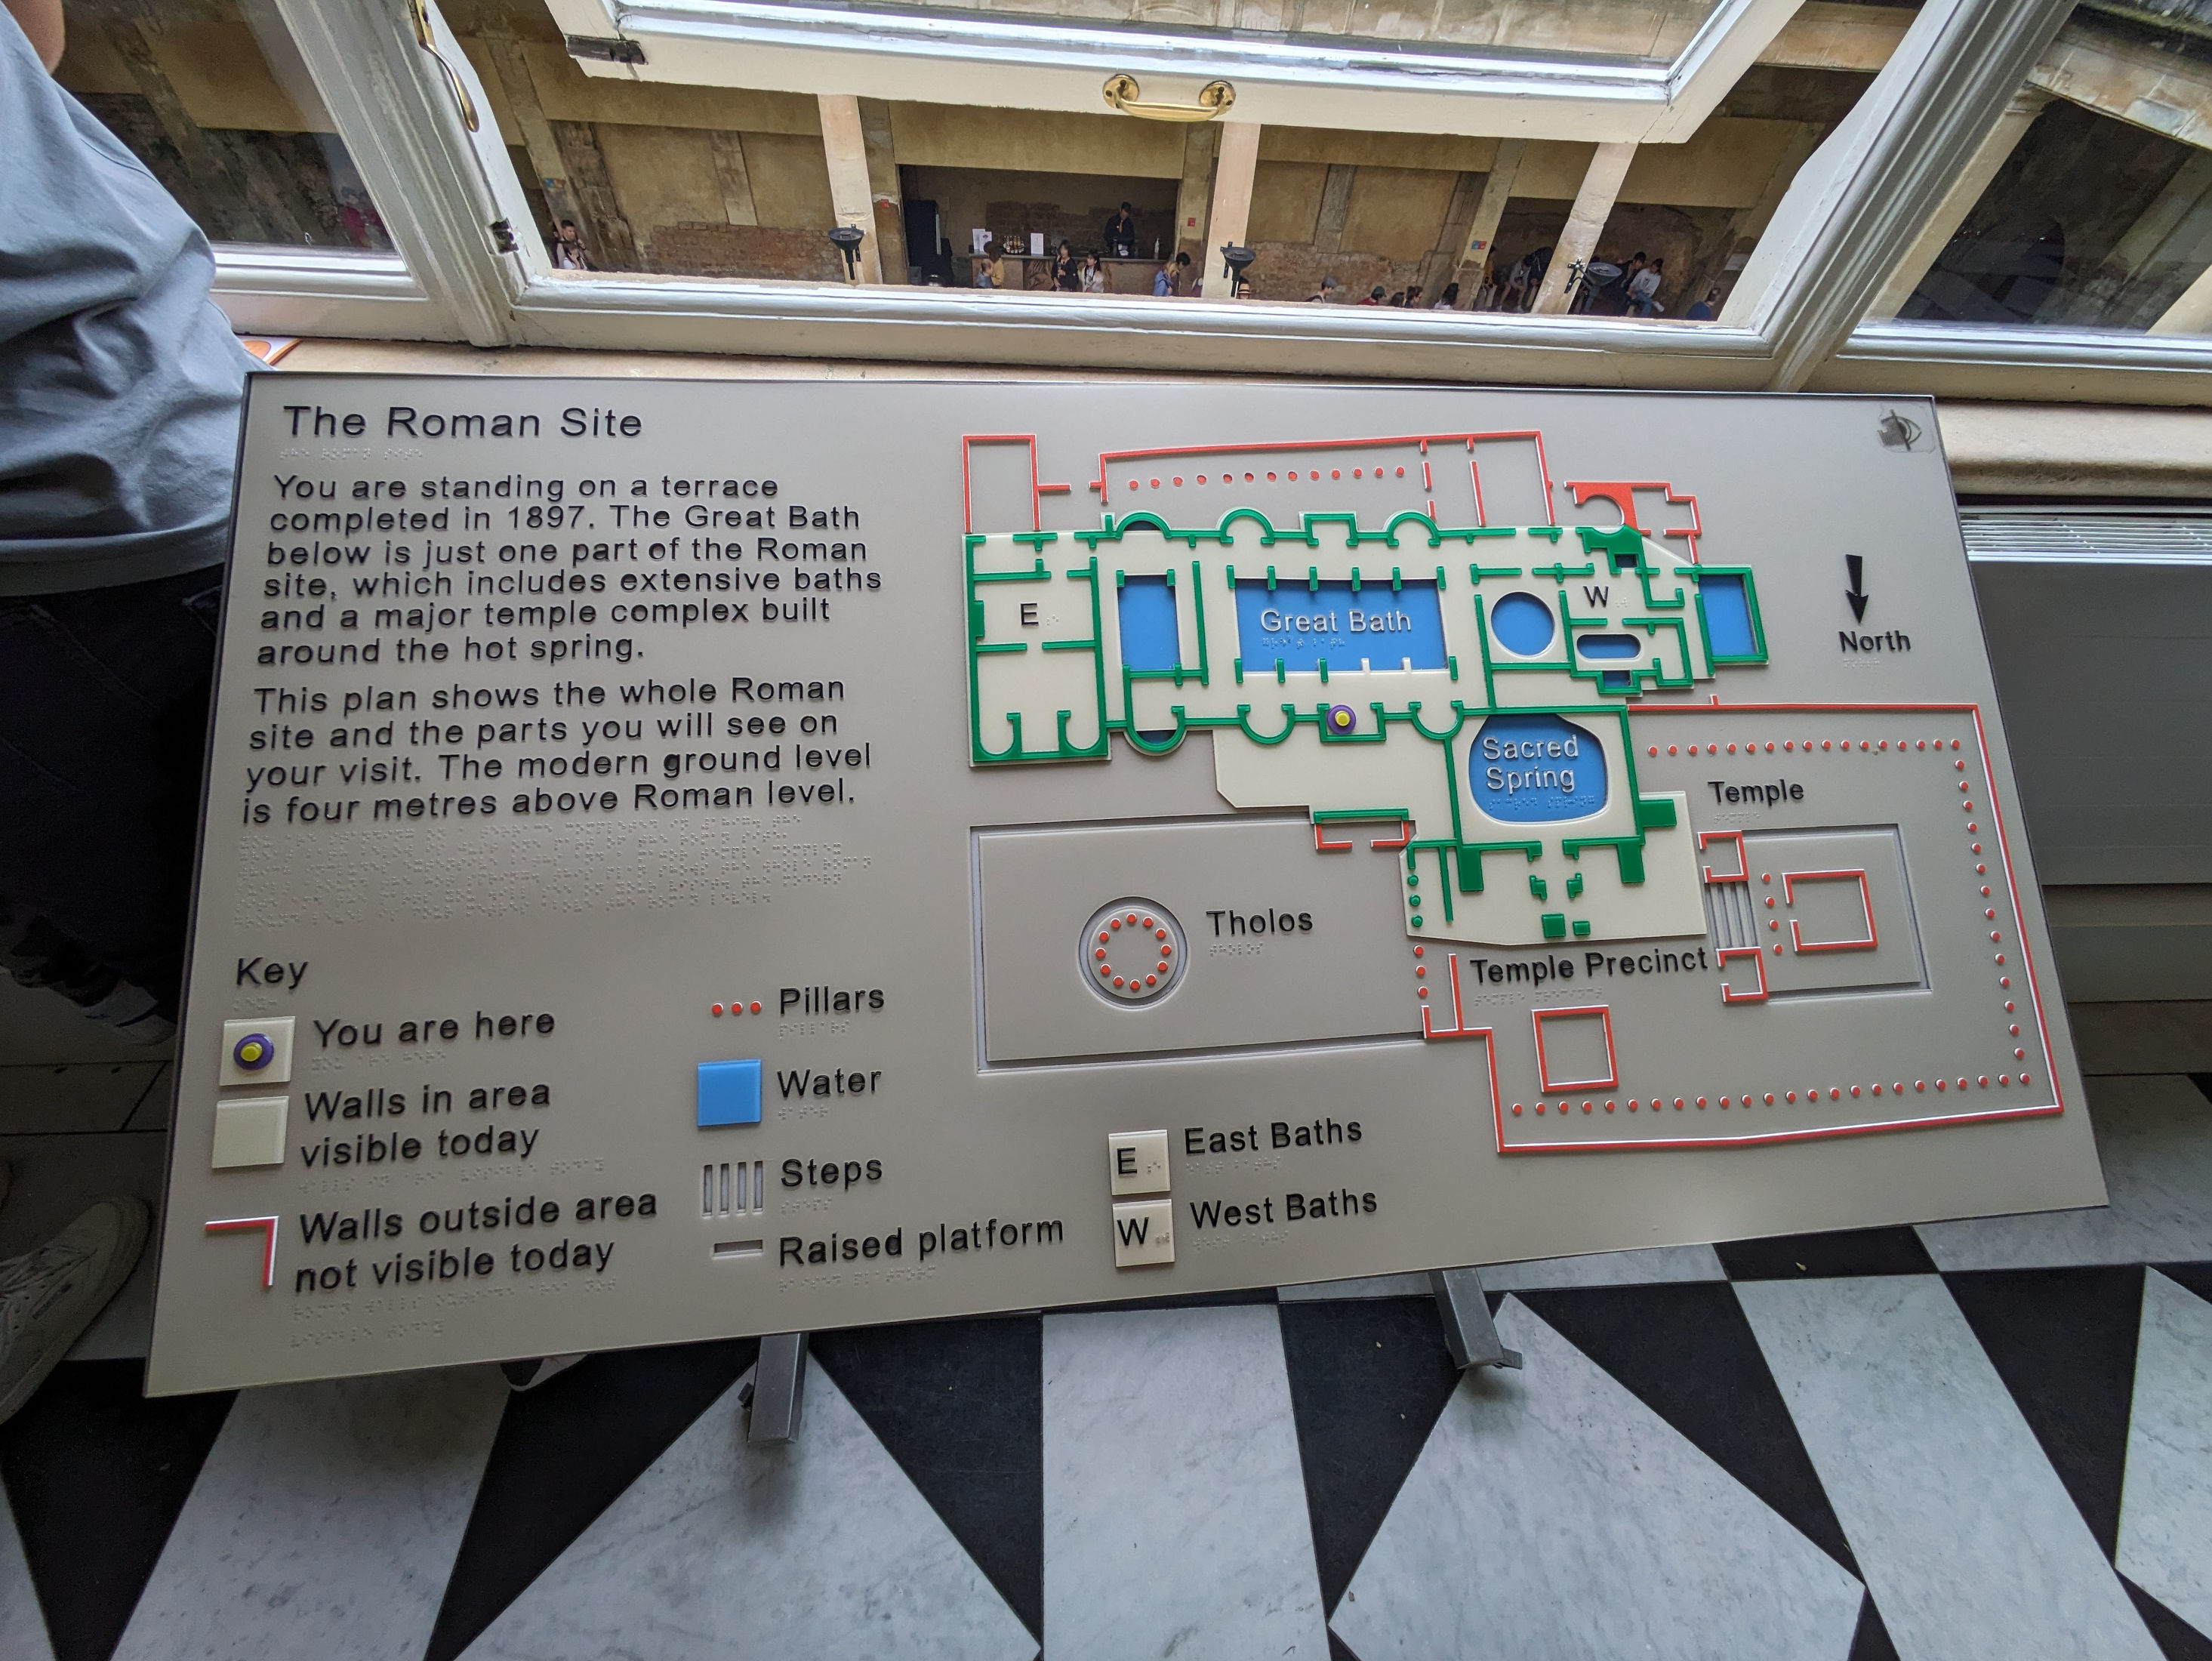 The Roman Site
You are standing on a terrace
completed in 1897. The Great Bath
below is just one part of the Roman
site, which includes extensive baths
and a major temple complex built
around the hot spring.
This plan shows the whole Roman
site and the parts you will see on
your visit. The modern ground level
is four metres above Roman level.
Key
You are here
Walls in area
visible today
Walls outside area
not visible today
Pillars
Water
Steps
Raised platform
E East Baths
W West Baths
E
Great Bath
W
North
Sacred
Spring
Temple
Tholos
Temple Precinct